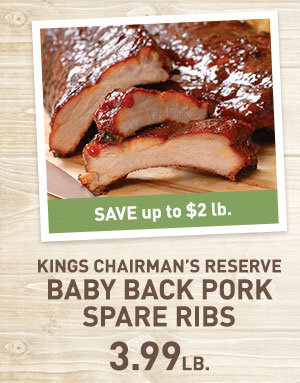 SAVE up to $2 lb.
KINGS CHAIRMAN'S RESERVE
BABY BACK PORK
SPARE RIBS
3.99LB.